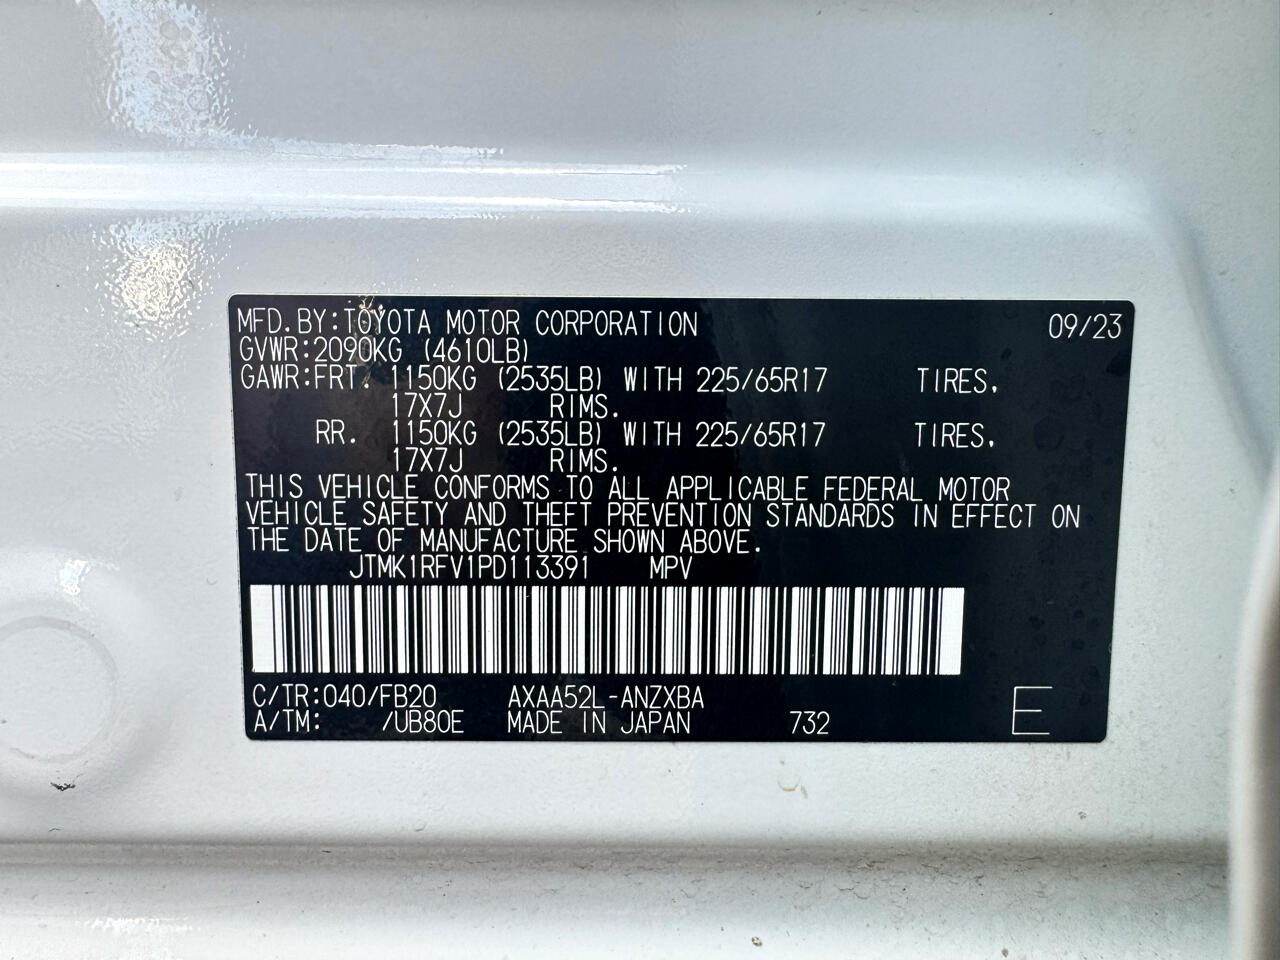 MFD.BY:TOYOTA MOTOR CORPORATION 09/23
GVWR:2090KG (4610LB)
GAWR:FRT. 1150KG (2535LB) WITH 225/65R17 TIRES,
17X7J RIMS.
RR. 1150KG (2535LB) WITH 225/65R17 TIRES,
17X7J RIMS.
THIS VEHICLE CONFORMS TO ALL APPLICABLE FEDERAL MOTOR
VEHICLE SAFETY AND THEFT PREVENTION STANDARDS IN EFFECT ON
THE DATE OF MANUFACTURE SHOWN ABOVE.
JTMK1RFV1PD113391 MPV
C/TR:040/FB20 AXAA52L-ANZXBA
A/TM: /UB80E MADE IN JAPAN 732 E